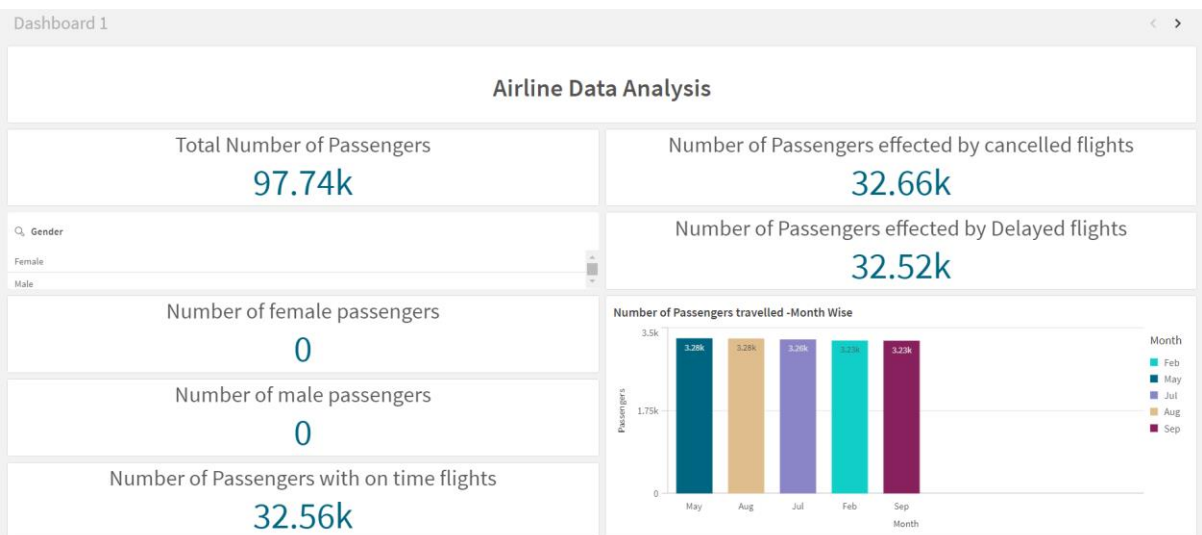 Dashboard 1
Airline Data Analysis
Total Number of Passengers
97.74k
Number of Passengers effected by cancelled flights
32.66k
Gender
Female
Male
Number of Passengers effected by Delayed flights
32.52k
Number of female passengers
0
Number of male passengers
0
Number of Passengers with on time flights
32.56k
Number of Passengers travelled -Month Wise
Passengers
3.5k
1.75k
0
3.28k
3.28k
3.26k
3.23k
3.23k
May
Aug
Jul
Feb
Sep
Month
Month
Feb
May
Jul
Aug
Sep